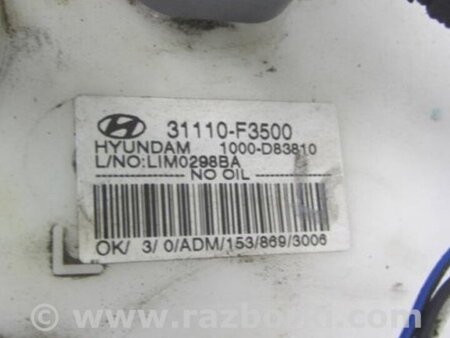 31110-F3500
HYUNDAM 1000-D83810
L/NO:LIM0298BA
NO OIL
OK/ 3/ 0/ADM/153/869/3006
© www.razborki.com